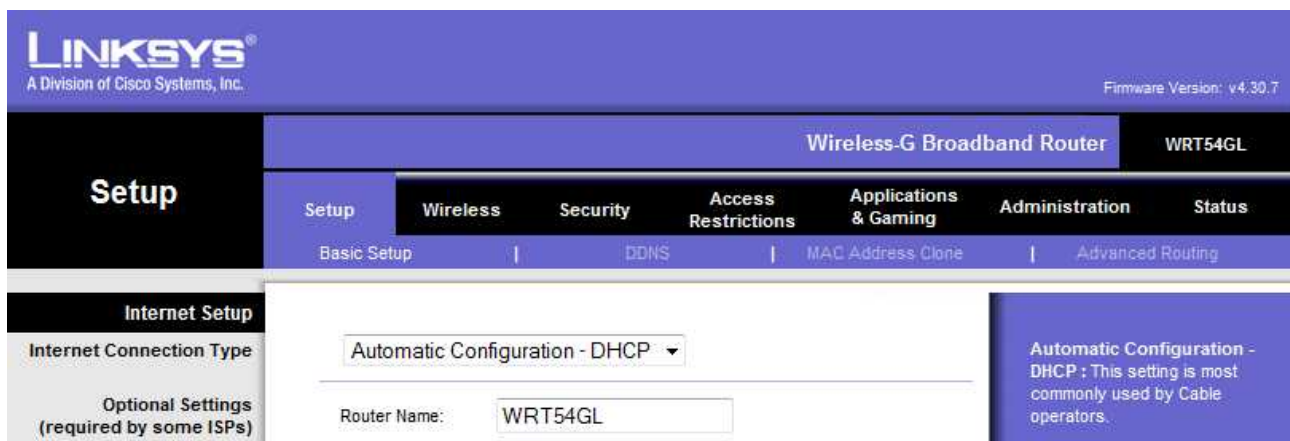 LINKSYS®
A Division of Cisco Systems, Inc.
Firmware Version: v4.30.7
Wireless-G Broadband Router WRT54GL
Setup
Setup Wireless Security Access Restrictions Applications & Gaming Administration Status
Basic Setup | DDNS | MAC Address Clone | Advanced Routing
Internet Setup
Internet Connection Type
Automatic Configuration - DHCP
Optional Settings
(required by some ISPs)
Router Name: WRT54GL
Automatic Configuration -
DHCP : This setting is most
commonly used by Cable
operators.